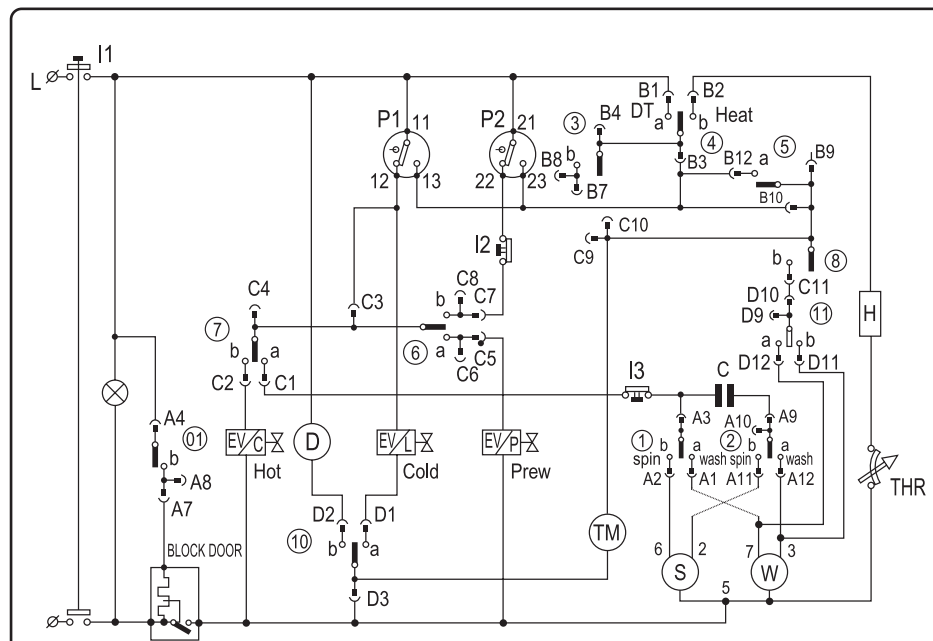 I1
L
P1 11
P2 21
B1 B2
DT a b Heat
3 B4
4
B3 B12 a 5 B9
B8 b
B7
B10
12 13
22 23
C10
C9
I2
b 8
C11
C4
C3
b C8 C7
D10
D9 11
H
7
b a
6 a C5
C6
a b
D12 D11
C2 C1
I3 C
A4
01
b
A8
A7
A3 A10 A9
1 b a 2 b a
spin wash spin wash
A2 A1 A11 A12
THR
EV C
Hot
D
EV L
Cold
EV P
Prew
D2 D1
10 b a
TM
BLOCK DOOR
6 2 7 3
S W
D3
5